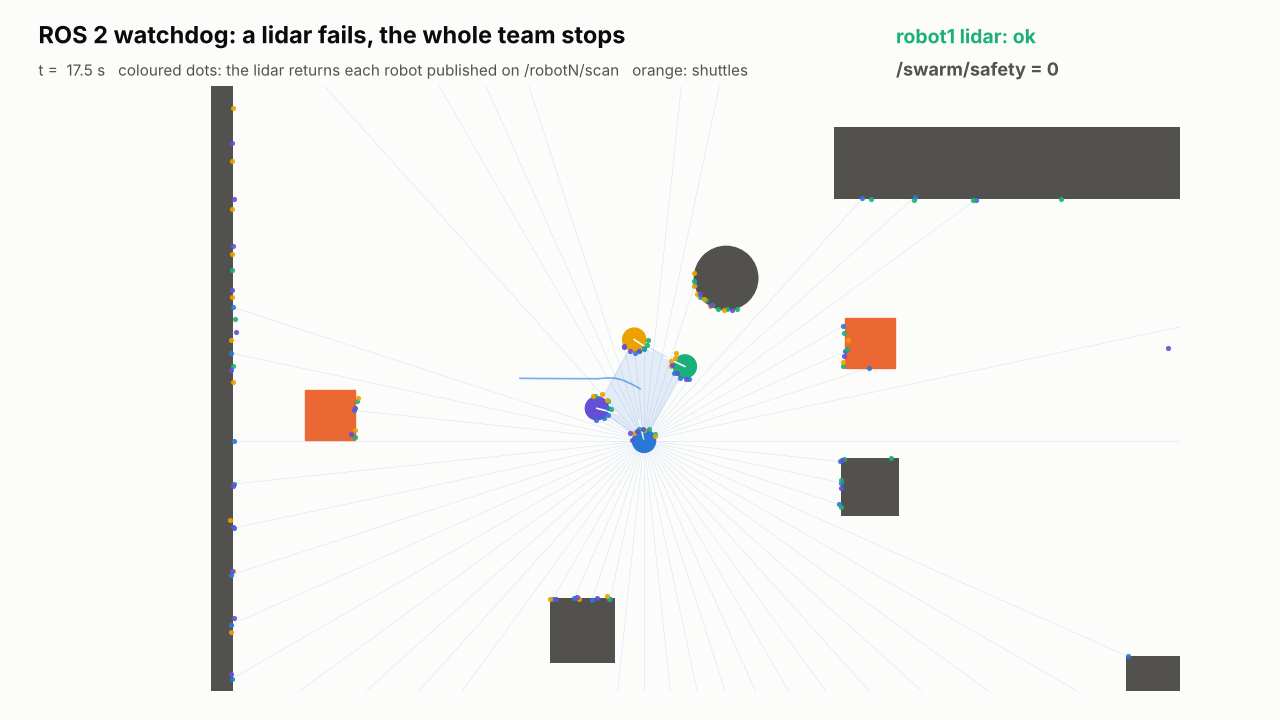 ROS 2 watchdog: a lidar fails, the whole team stops
robot1 lidar: ok
t =  17.5 s   coloured dots: the lidar returns each robot published on /robotN/scan   orange: shuttles
/swarm/safety = 0